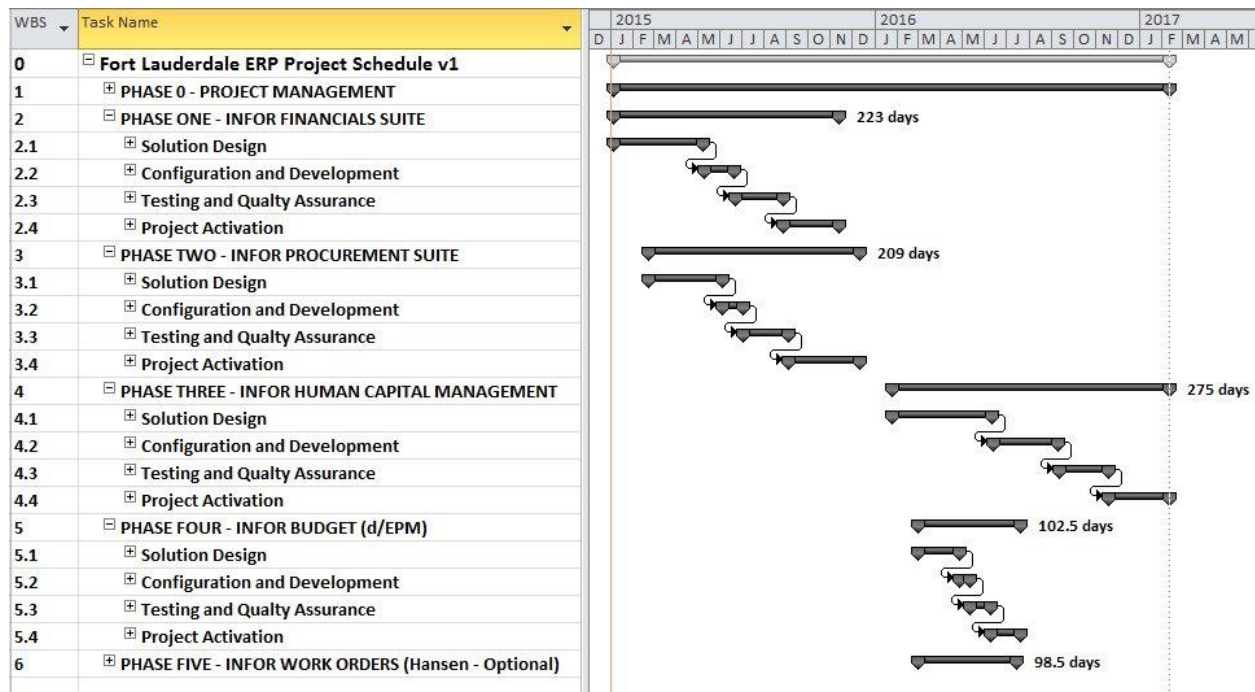 WBS Task Name 2015 2016 2017
D J F M A M J J A S O N D J F M A M J J A S O N D J F M A M
0 Fort Lauderdale ERP Project Schedule v1
1 PHASE 0 - PROJECT MANAGEMENT
2 PHASE ONE - INFOR FINANCIALS SUITE 223 days
2.1 Solution Design
2.2 Configuration and Development
2.3 Testing and Qualty Assurance
2.4 Project Activation
3 PHASE TWO - INFOR PROCUREMENT SUITE 209 days
3.1 Solution Design
3.2 Configuration and Development
3.3 Testing and Qualty Assurance
3.4 Project Activation
4 PHASE THREE - INFOR HUMAN CAPITAL MANAGEMENT 275 days
4.1 Solution Design
4.2 Configuration and Development
4.3 Testing and Qualty Assurance
4.4 Project Activation
5 PHASE FOUR - INFOR BUDGET (d/EPM) 102.5 days
5.1 Solution Design
5.2 Configuration and Development
5.3 Testing and Qualty Assurance
5.4 Project Activation
6 PHASE FIVE - INFOR WORK ORDERS (Hansen - Optional) 98.5 days